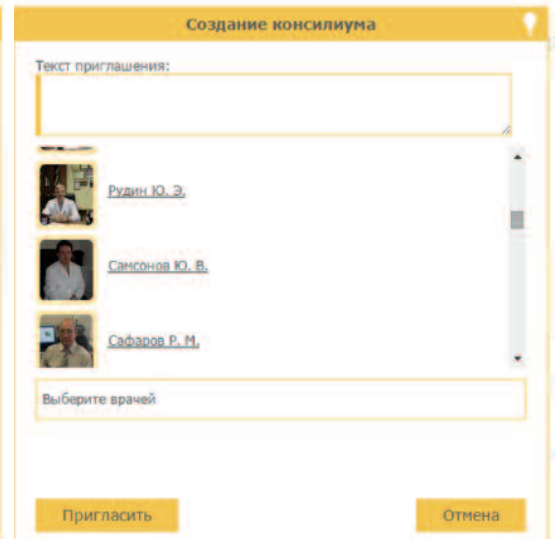 Создание консилиума
Текст приглашения:
Рудин Ю. Э.
Самсонов Ю. В.
Сафаров Р. М.
Выберите врачей
Пригласить
Отмена